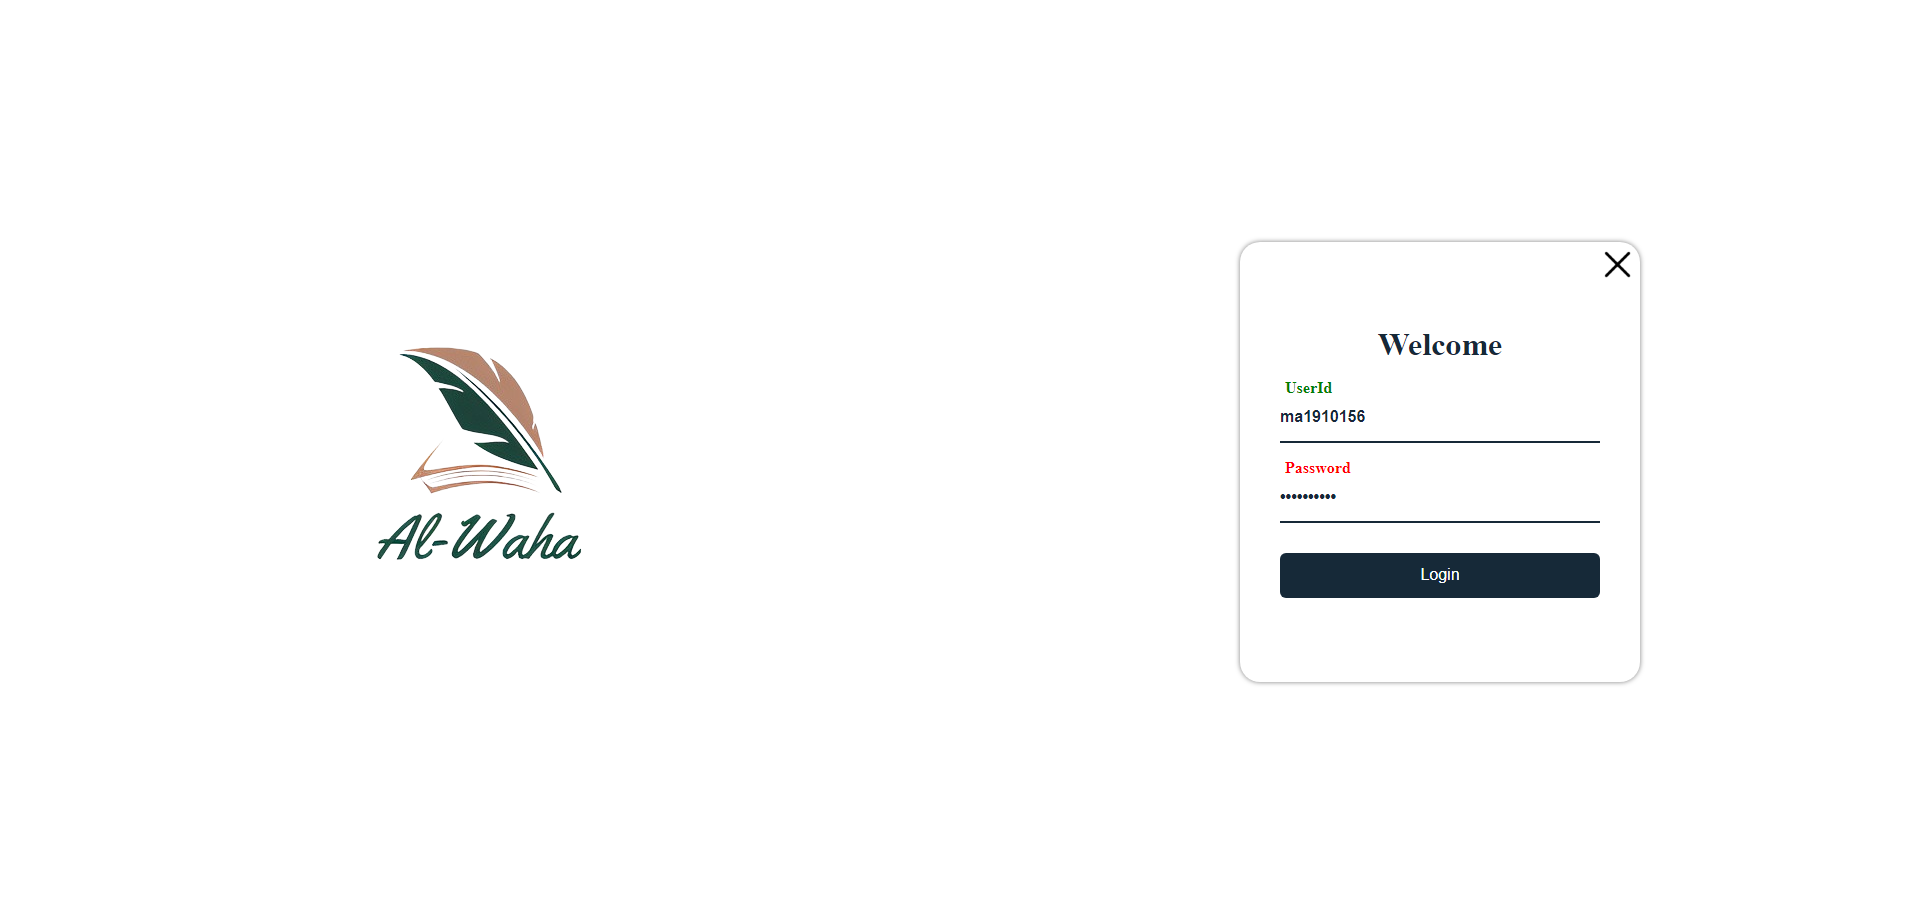 Al-Waha
Welcome
UserId
ma1910156
Password
••••••••••
Login